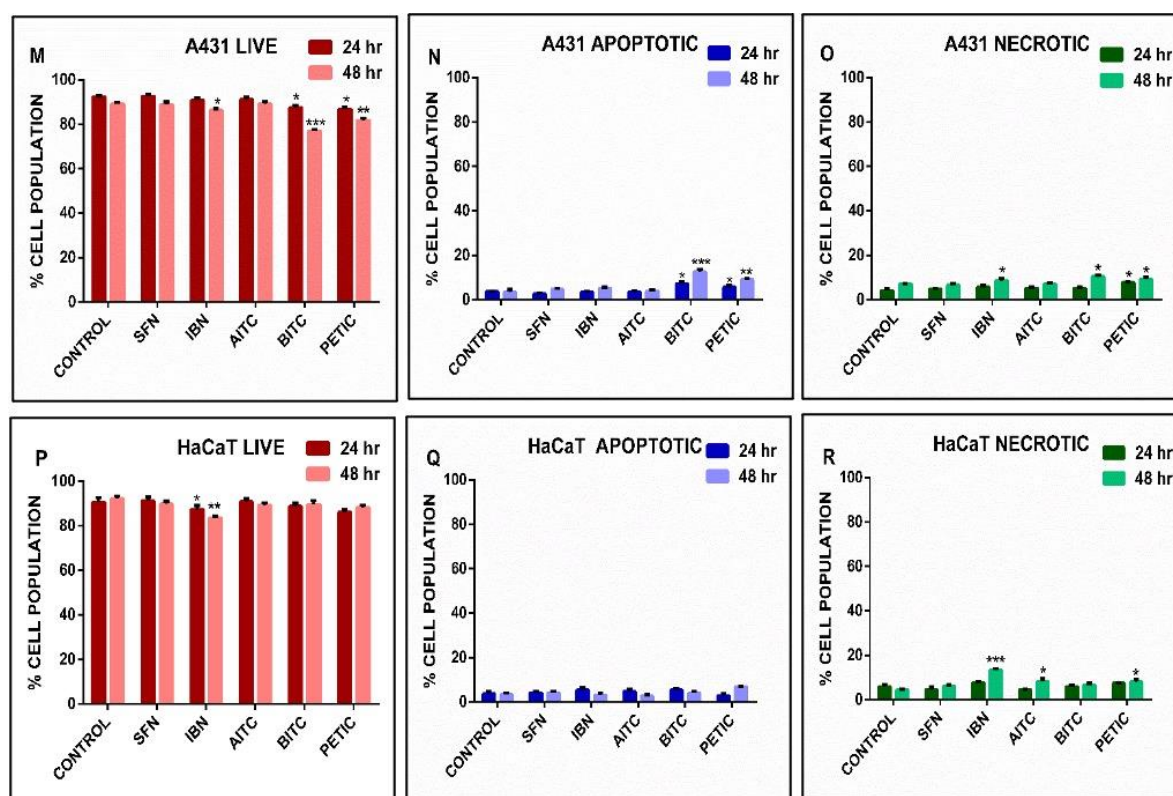 M
A431 LIVE
24 hr
48 hr
% CELL POPULATION
100
80
60
40
20
0
*
*
***
*
**
CONTROL
SFN
IBN
AITC
BITC
PETIC
N
A431 APOPTOTIC
24 hr
48 hr
% CELL POPULATION
100
80
60
40
20
0
*
***
*
**
CONTROL
SFN
IBN
AITC
BITC
PETIC
O
A431 NECROTIC
24 hr
48 hr
% CELL POPULATION
100
80
60
40
20
0
*
*
*
*
CONTROL
SFN
IBN
AITC
BITC
PETIC
P
HaCaT LIVE
24 hr
48 hr
% CELL POPULATION
100
80
60
40
20
0
*
**
CONTROL
SFN
IBN
AITC
BITC
PETIC
Q
HaCaT APOPTOTIC
24 hr
48 hr
% CELL POPULATION
100
80
60
40
20
0
CONTROL
SFN
IBN
AITC
BITC
PETIC
R
HaCaT NECROTIC
24 hr
48 hr
% CELL POPULATION
100
80
60
40
20
0
***
*
*
CONTROL
SFN
IBN
AITC
BITC
PETIC